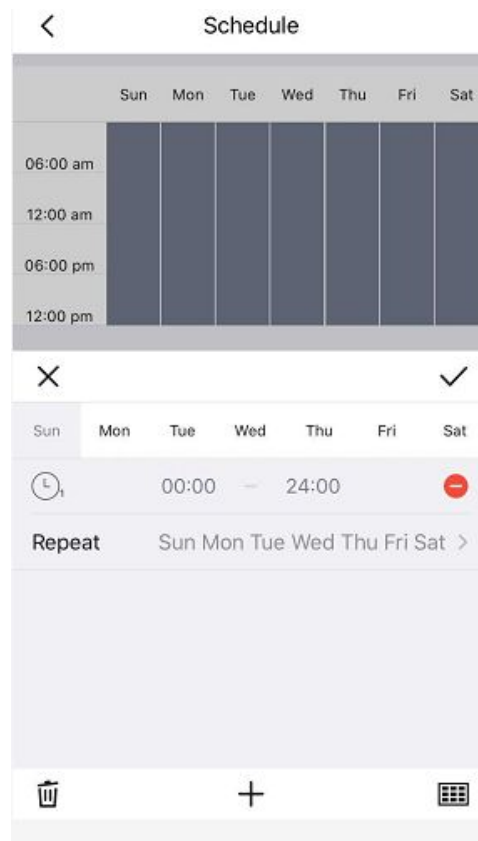 Schedule
Sun Mon Tue Wed Thu Fri Sat
06:00 am
12:00 am
06:00 pm
12:00 pm
Sun Mon Tue Wed Thu Fri Sat
1 00:00 – 24:00
Repeat Sun Mon Tue Wed Thu Fri Sat >